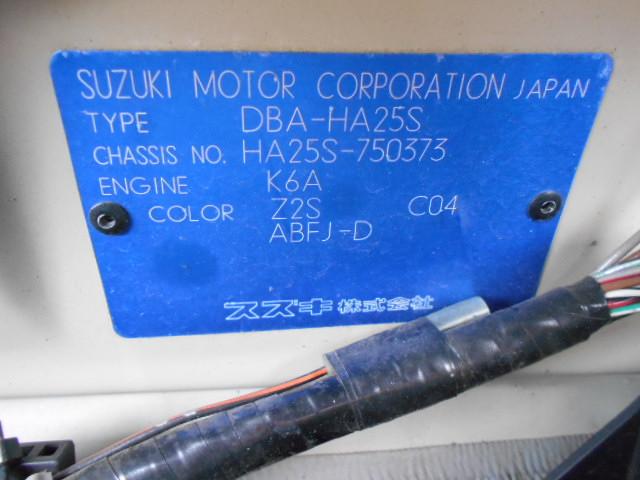 SUZUKI MOTOR CORPORATION JAPAN
TYPE DBA-HA25S
CHASSIS NO. HA25S-750373
ENGINE K6A
COLOR Z2S C04
ABFJ-D
スズキ株式会社